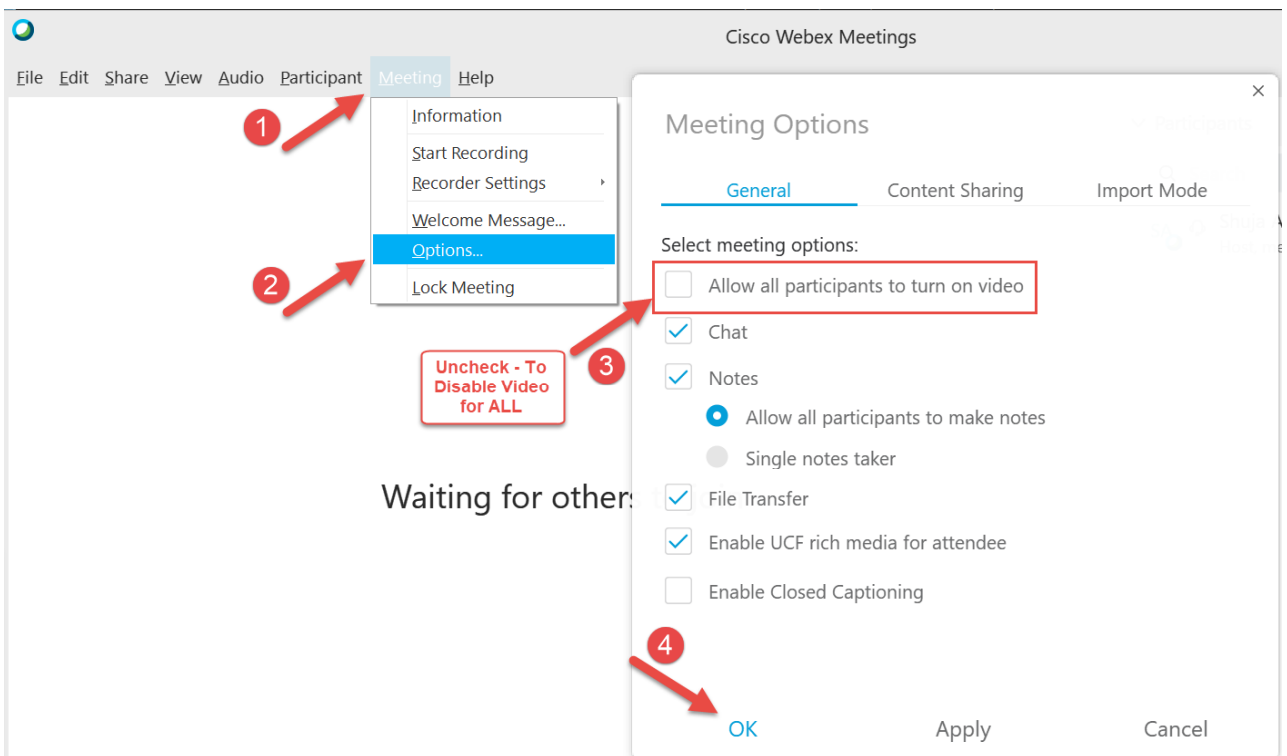 Cisco Webex Meetings
File Edit Share View Audio Participant Meeting Help
1
Information
Start Recording
Recorder Settings
Welcome Message...
Options...
Lock Meeting
2
Uncheck - To
Disable Video
for ALL
3
Waiting for others
Meeting Options
Participants
General Content Sharing Import Mode
Select meeting options:
Allow all participants to turn on video
Chat
Notes
Allow all participants to make notes
Single notes taker
File Transfer
Enable UCF rich media for attendee
Enable Closed Captioning
4
OK Apply Cancel